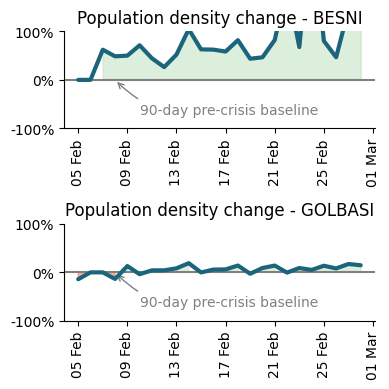 Population density change - BESNI
100%
0%
90-day pre-crisis baseline
-100%
05 Feb
09 Feb
13 Feb
17 Feb
21 Feb
25 Feb
01 Mar
Population density change - GOLBASI
100%
0%
90-day pre-crisis baseline
-100%
05 Feb
09 Feb
13 Feb
17 Feb
21 Feb
25 Feb
01 Mar